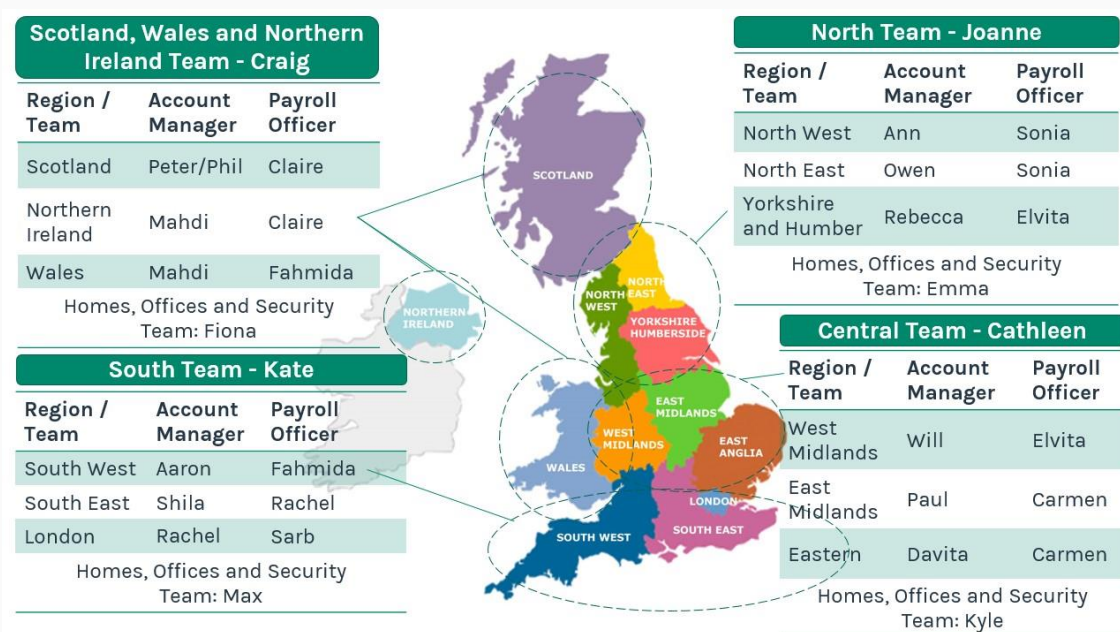 Scotland, Wales and Northern
Ireland Team - Craig
Region / Team Account Manager Payroll Officer
Scotland Peter/Phil Claire
Northern Ireland Mahdi Claire
Wales Mahdi Fahmida
Homes, Offices and Security
Team: Fiona
South Team - Kate
Region / Team Account Manager Payroll Officer
South West Aaron Fahmida
South East Shila Rachel
London Rachel Sarb
Homes, Offices and Security
Team: Max
SCOTLAND
NORTHERN
IRELAND
NORTH
EAST
NORTH
WEST
YORKSHIRE
HUMBERSIDE
EAST
MIDLANDS
WEST
MIDLANDS
EAST
ANGLIA
WALES
LONDON
SOUTH EAST
SOUTH WEST
North Team - Joanne
Region / Team Account Manager Payroll Officer
North West Ann Sonia
North East Owen Sonia
Yorkshire and Humber Rebecca Elvita
Homes, Offices and Security
Team: Emma
Central Team - Cathleen
Region / Team Account Manager Payroll Officer
West Midlands Will Elvita
East Midlands Paul Carmen
Eastern Davita Carmen
Homes, Offices and Security
Team: Kyle